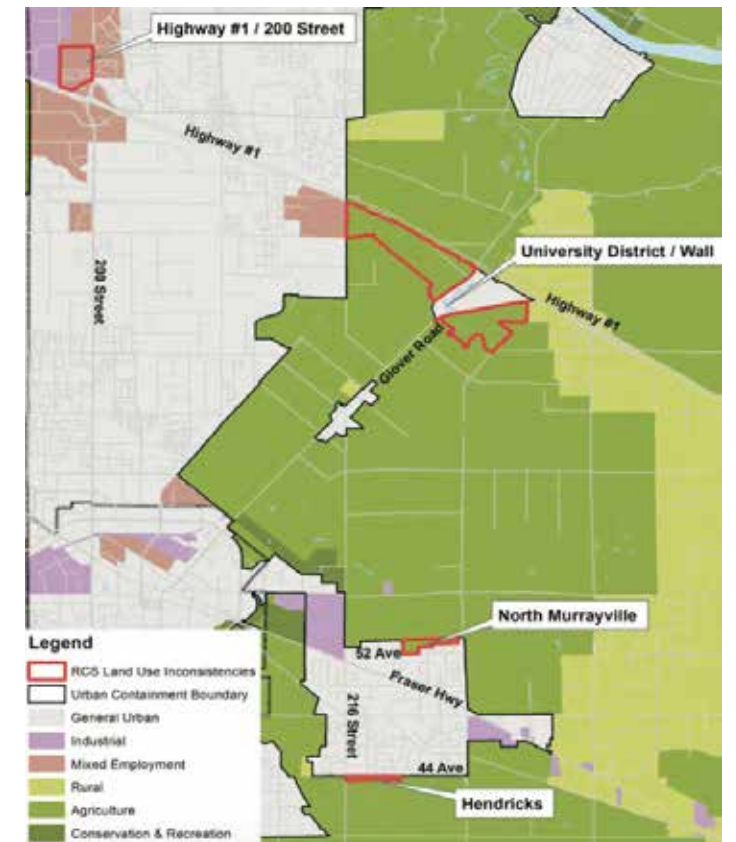 Highway #1 / 200 Street
Highway #1
University District / Wall
208 Street
Highway #1
Glover Road
North Murrayville
52 Ave
Fraser Hwy
216 Street
44 Ave
Hendricks
Legend
RCS Land Use Inconsistencies
Urban Containment Boundary
General Urban
Industrial
Mixed Employment
Rural
Agriculture
Conservation & Recreation